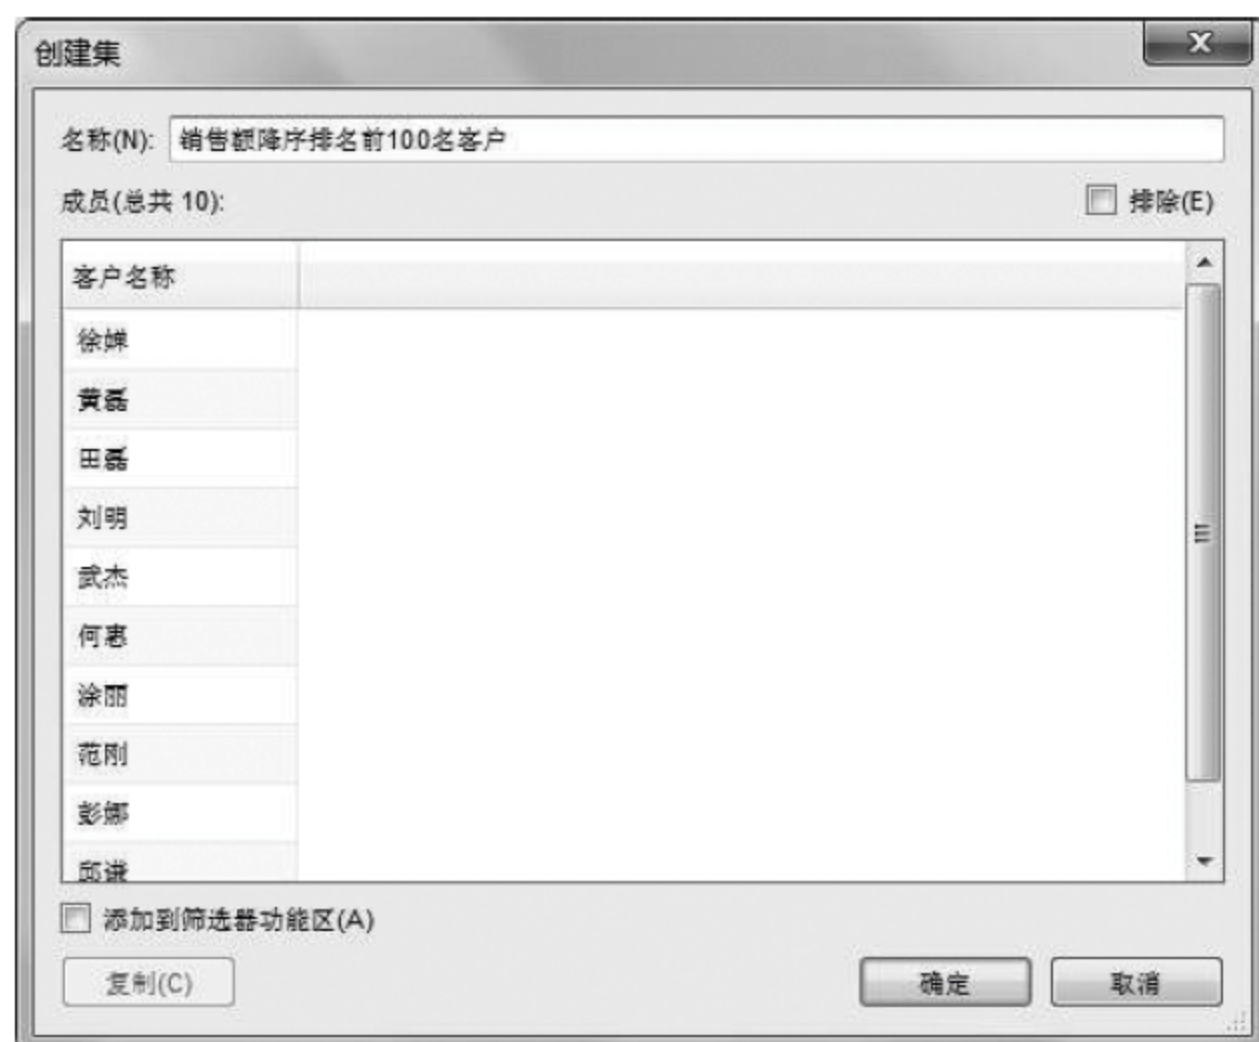 创建集
名称(N): 销售额降序排名前100名客户
成员(总共 10):
排除(E)
客户名称
徐婵
黄磊
田磊
刘明
武杰
何惠
涂丽
范刚
彭娜
邱谦
添加到筛选器功能区(A)
复制(C)
确定
取消